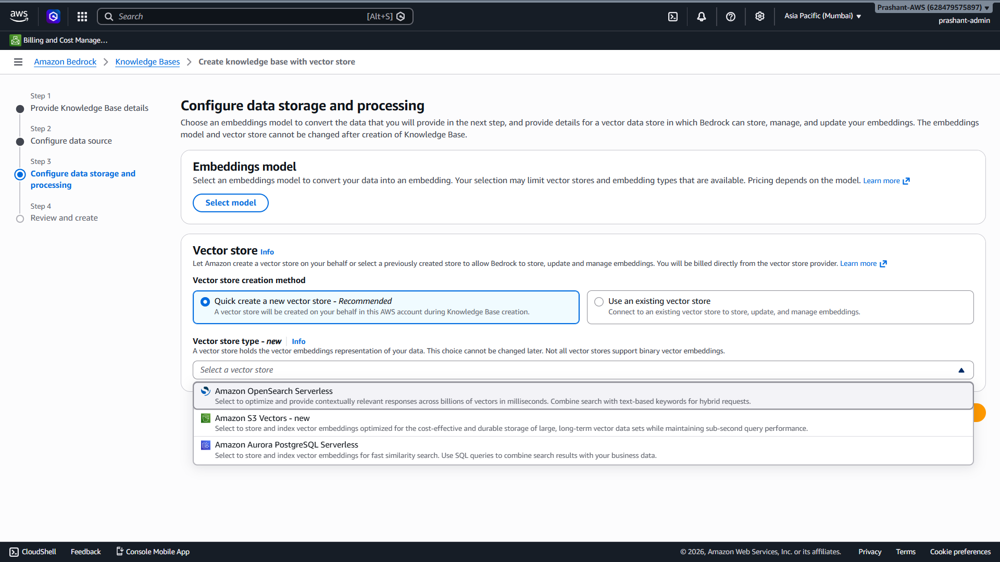 aws
Search
[Alt+S]
Asia Pacific (Mumbai)
Prashant-AWS (628479575897)
prashant-admin
Billing and Cost Manage...
Amazon Bedrock
Knowledge Bases
Create knowledge base with vector store
Step 1
Provide Knowledge Base details
Step 2
Configure data source
Step 3
Configure data storage and
processing
Step 4
Review and create
Configure data storage and processing
Choose an embeddings model to convert the data that you will provide in the next step, and provide details for a vector data store in which Bedrock can store, manage, and update your embeddings. The embeddings
model and vector store cannot be changed after creation of Knowledge Base.
Embeddings model
Select an embeddings model to convert your data into an embedding. Your selection may limit vector stores and embedding types that are available. Pricing depends on the model. Learn more
Select model
Vector store Info
Let Amazon create a vector store on your behalf or select a previously created store to allow Bedrock to store, update and manage embeddings. You will be billed directly from the vector store provider. Learn more
Vector store creation method
Quick create a new vector store - Recommended
A vector store will be created on your behalf in this AWS account during Knowledge Base creation.
Use an existing vector store
Connect to an existing vector store to store, update, and manage embeddings.
Vector store type - new Info
A vector store holds the vector embeddings representation of your data. This choice cannot be changed later. Not all vector stores support binary vector embeddings.
Select a vector store
Amazon OpenSearch Serverless
Select to optimize and provide contextually relevant responses across billions of vectors in milliseconds. Combine search with text-based keywords for hybrid requests.
Amazon S3 Vectors - new
Select to store and index vector embeddings optimized for the cost-effective and durable storage of large, long-term vector data sets while maintaining sub-second query performance.
Amazon Aurora PostgreSQL Serverless
Select to store and index vector embeddings for fast similarity search. Use SQL queries to combine search results with your business data.
CloudShell
Feedback
Console Mobile App
© 2026, Amazon Web Services, Inc. or its affiliates.
Privacy
Terms
Cookie preferences